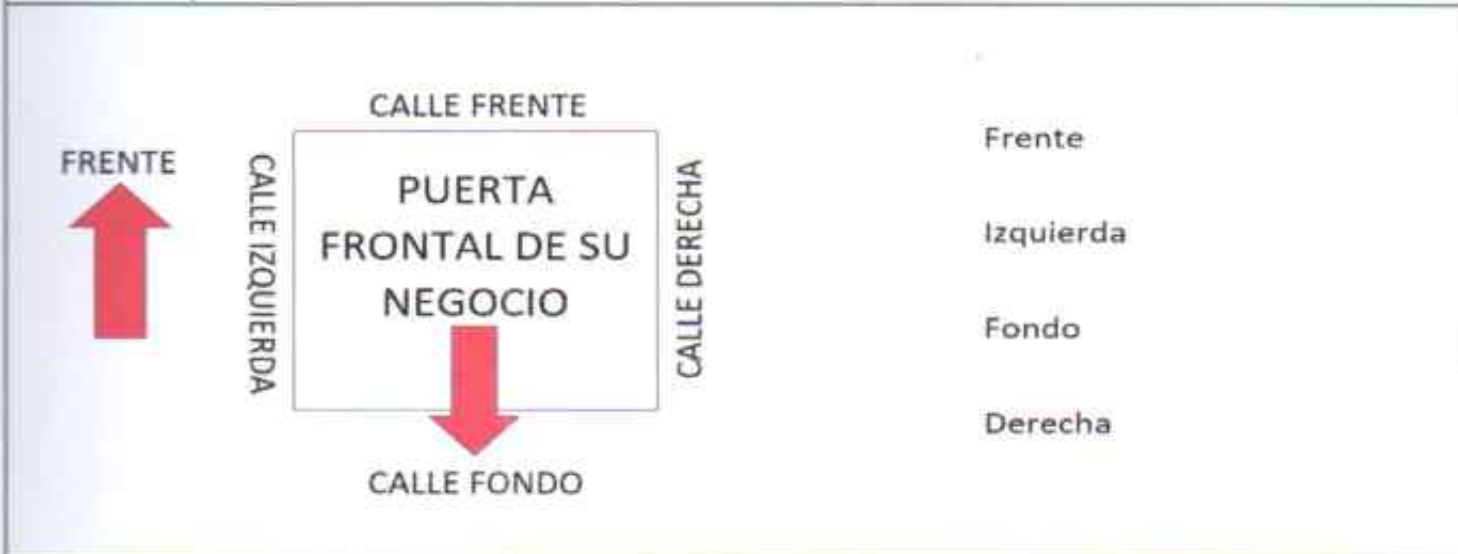 CALLE FRENTE
FRENTE
CALLE IZQUIERDA
PUERTA
FRONTAL DE SU
NEGOCIO
CALLE DERECHA
CALLE FONDO
Frente
Izquierda
Fondo
Derecha